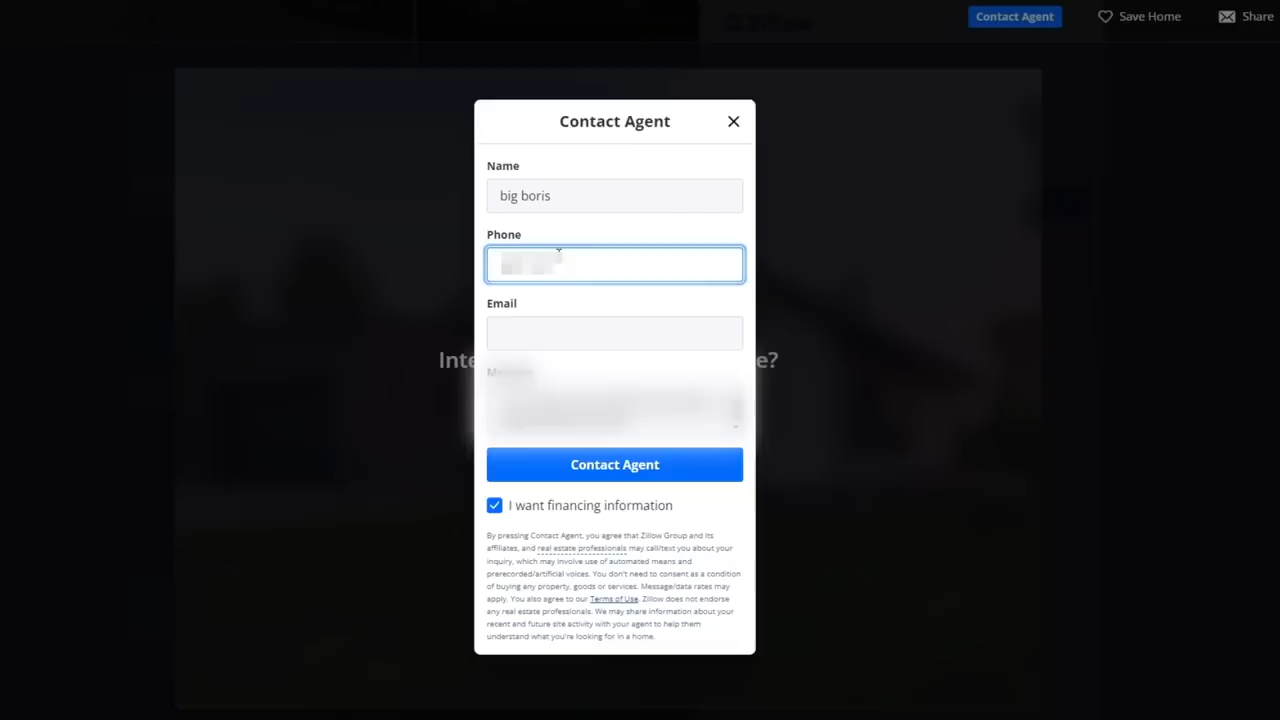 Contact Agent
Save Home
Share
Contact Agent
Name
big boris
Phone
Email
Inte
e?
Contact Agent
I want financing information
By pressing Contact Agent, you agree that Zillow Group and its
affiliates, and real estate professionals may call/text you about your
inquiry, which may involve use of automated means and
prerecorded/artificial voices. You don't need to consent as a condition
of buying any property, goods or services. Message/data rates may
apply. You also agree to our Terms of Use. Zillow does not endorse
any real estate professionals. We may share information about your
recent and future site activity with your agent to help them
understand what you're looking for in a home.